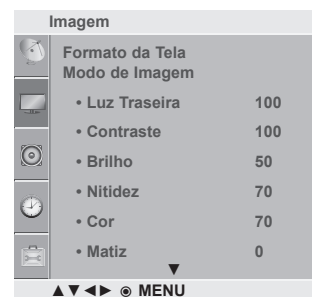 Imagem
Formato da Tela
Modo de Imagem
• Luz Traseira 100
• Contraste 100
• Brilho 50
• Nitidez 70
• Cor 70
• Matiz 0
▼
▲▼◄► ◉ MENU